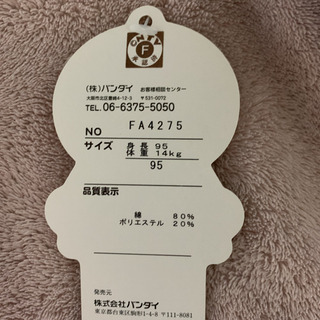 CATY
F
(株)バンダイ お客様相談センター
大阪市北区豊崎4-12-3 〒531-0072
TEL.06-6375-5050
NO FA4275
サイズ 身長 95
体重 14kg
95
品質表示
綿 80%
ポリエステル 20%
発売元
株式会社バンダイ
東京都台東区駒形1-4-8 〒111-8081